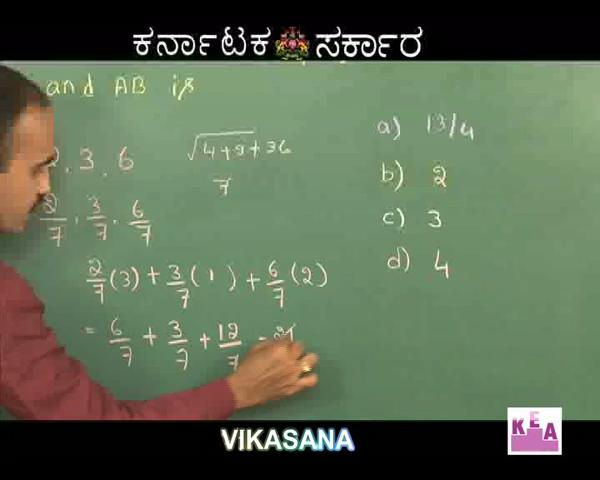 ಕರ್ನಾಟಕ ಸರ್ಕಾರ
and AB is
, 3, 6
√4+9+36
7
2/7, 3/7, 6/7
2/7 (3) + 3/7 (1) + 6/7 (2)
= 6/7 + 3/7 + 12/7 =
a) 13/4
b) 2
c) 3
d) 4
VIKASANA
KEA